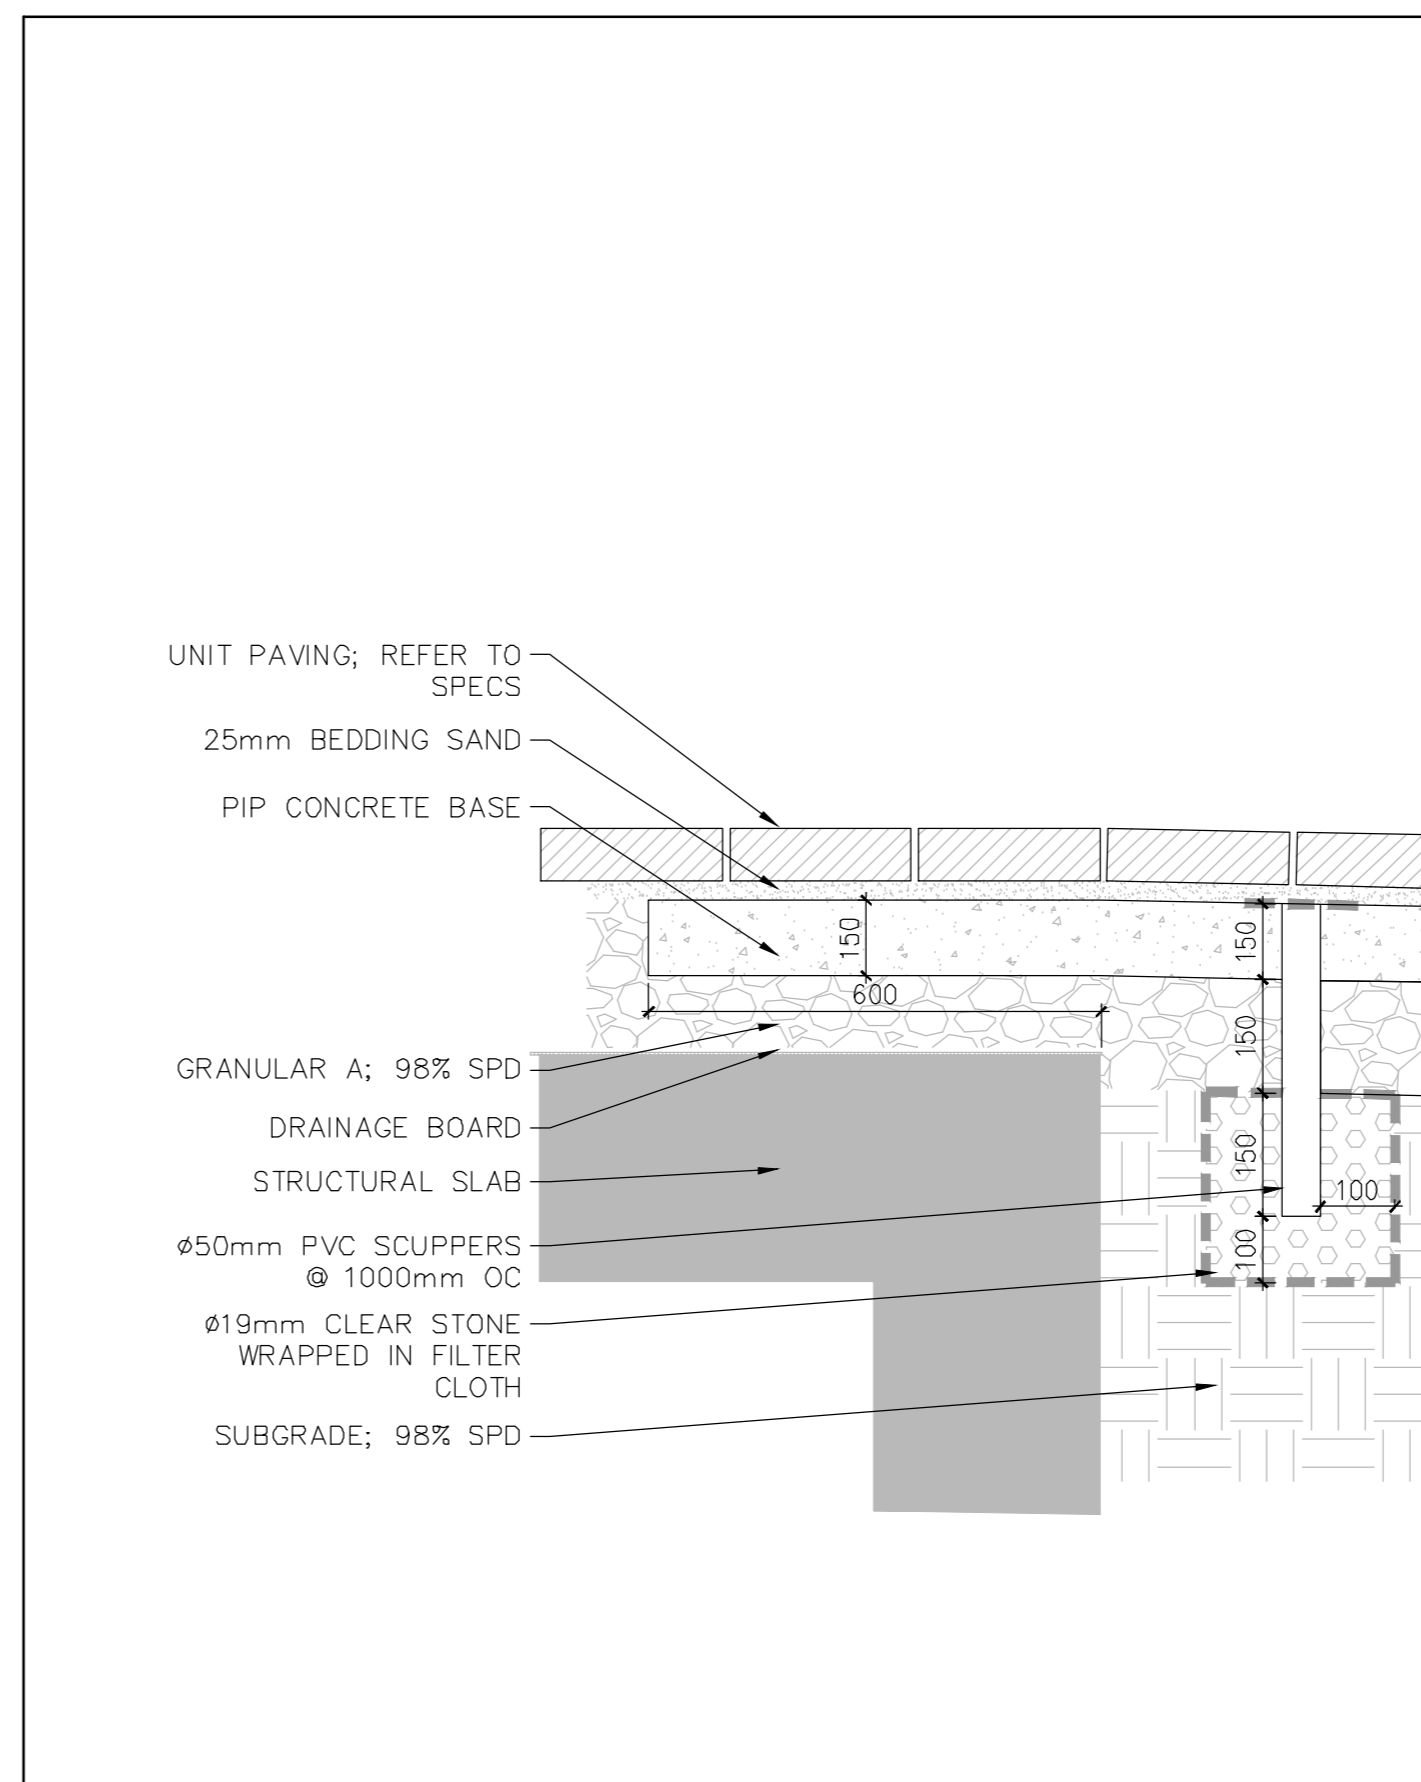 UNIT PAVING; REFER TO
SPECS
25mm BEDDING SAND
PIP CONCRETE BASE
150
150
600
150
GRANULAR A; 98% SPD
DRAINAGE BOARD
150
STRUCTURAL SLAB
100
ø50mm PVC SCUPPERS
@ 1000mm OC
100
ø19mm CLEAR STONE
WRAPPED IN FILTER
CLOTH
SUBGRADE; 98% SPD